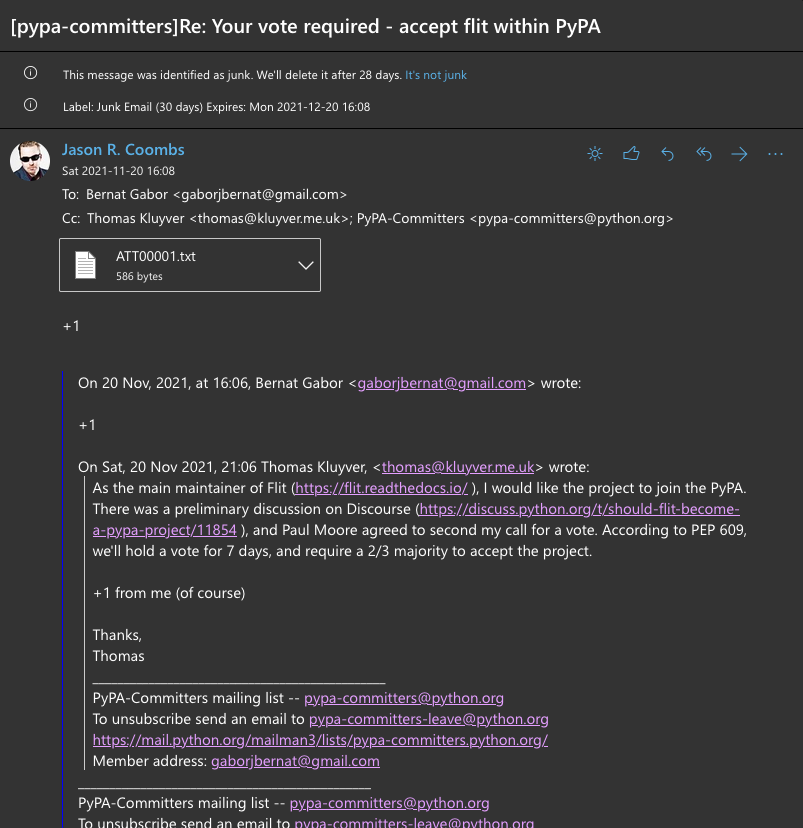 [pypa-committers]Re: Your vote required - accept flit within PyPA
This message was identified as junk. We'll delete it after 28 days. It's not junk
Label: Junk Email (30 days) Expires: Mon 2021-12-20 16:08
Jason R. Coombs
Sat 2021-11-20 16:08
To: Bernat Gabor <gaborjbernat@gmail.com>
Cc: Thomas Kluyver <thomas@kluyver.me.uk>; PyPA-Committers <pypa-committers@python.org>
ATT00001.txt
586 bytes
+1
On 20 Nov, 2021, at 16:06, Bernat Gabor <gaborjbernat@gmail.com> wrote:
+1
On Sat, 20 Nov 2021, 21:06 Thomas Kluyver, <thomas@kluyver.me.uk> wrote:
As the main maintainer of Flit (https://flit.readthedocs.io/ ), I would like the project to join the PyPA.
There was a preliminary discussion on Discourse (https://discuss.python.org/t/should-flit-become-
a-pypa-project/11854 ), and Paul Moore agreed to second my call for a vote. According to PEP 609,
we'll hold a vote for 7 days, and require a 2/3 majority to accept the project.
+1 from me (of course)
Thanks,
Thomas
_______________________________________________
PyPA-Committers mailing list -- pypa-committers@python.org
To unsubscribe send an email to pypa-committers-leave@python.org
https://mail.python.org/mailman3/lists/pypa-committers.python.org/
Member address: gaborjbernat@gmail.com
_______________________________________________
PyPA-Committers mailing list -- pypa-committers@python.org
To unsubscribe send an email to pypa-committers-leave@python.org